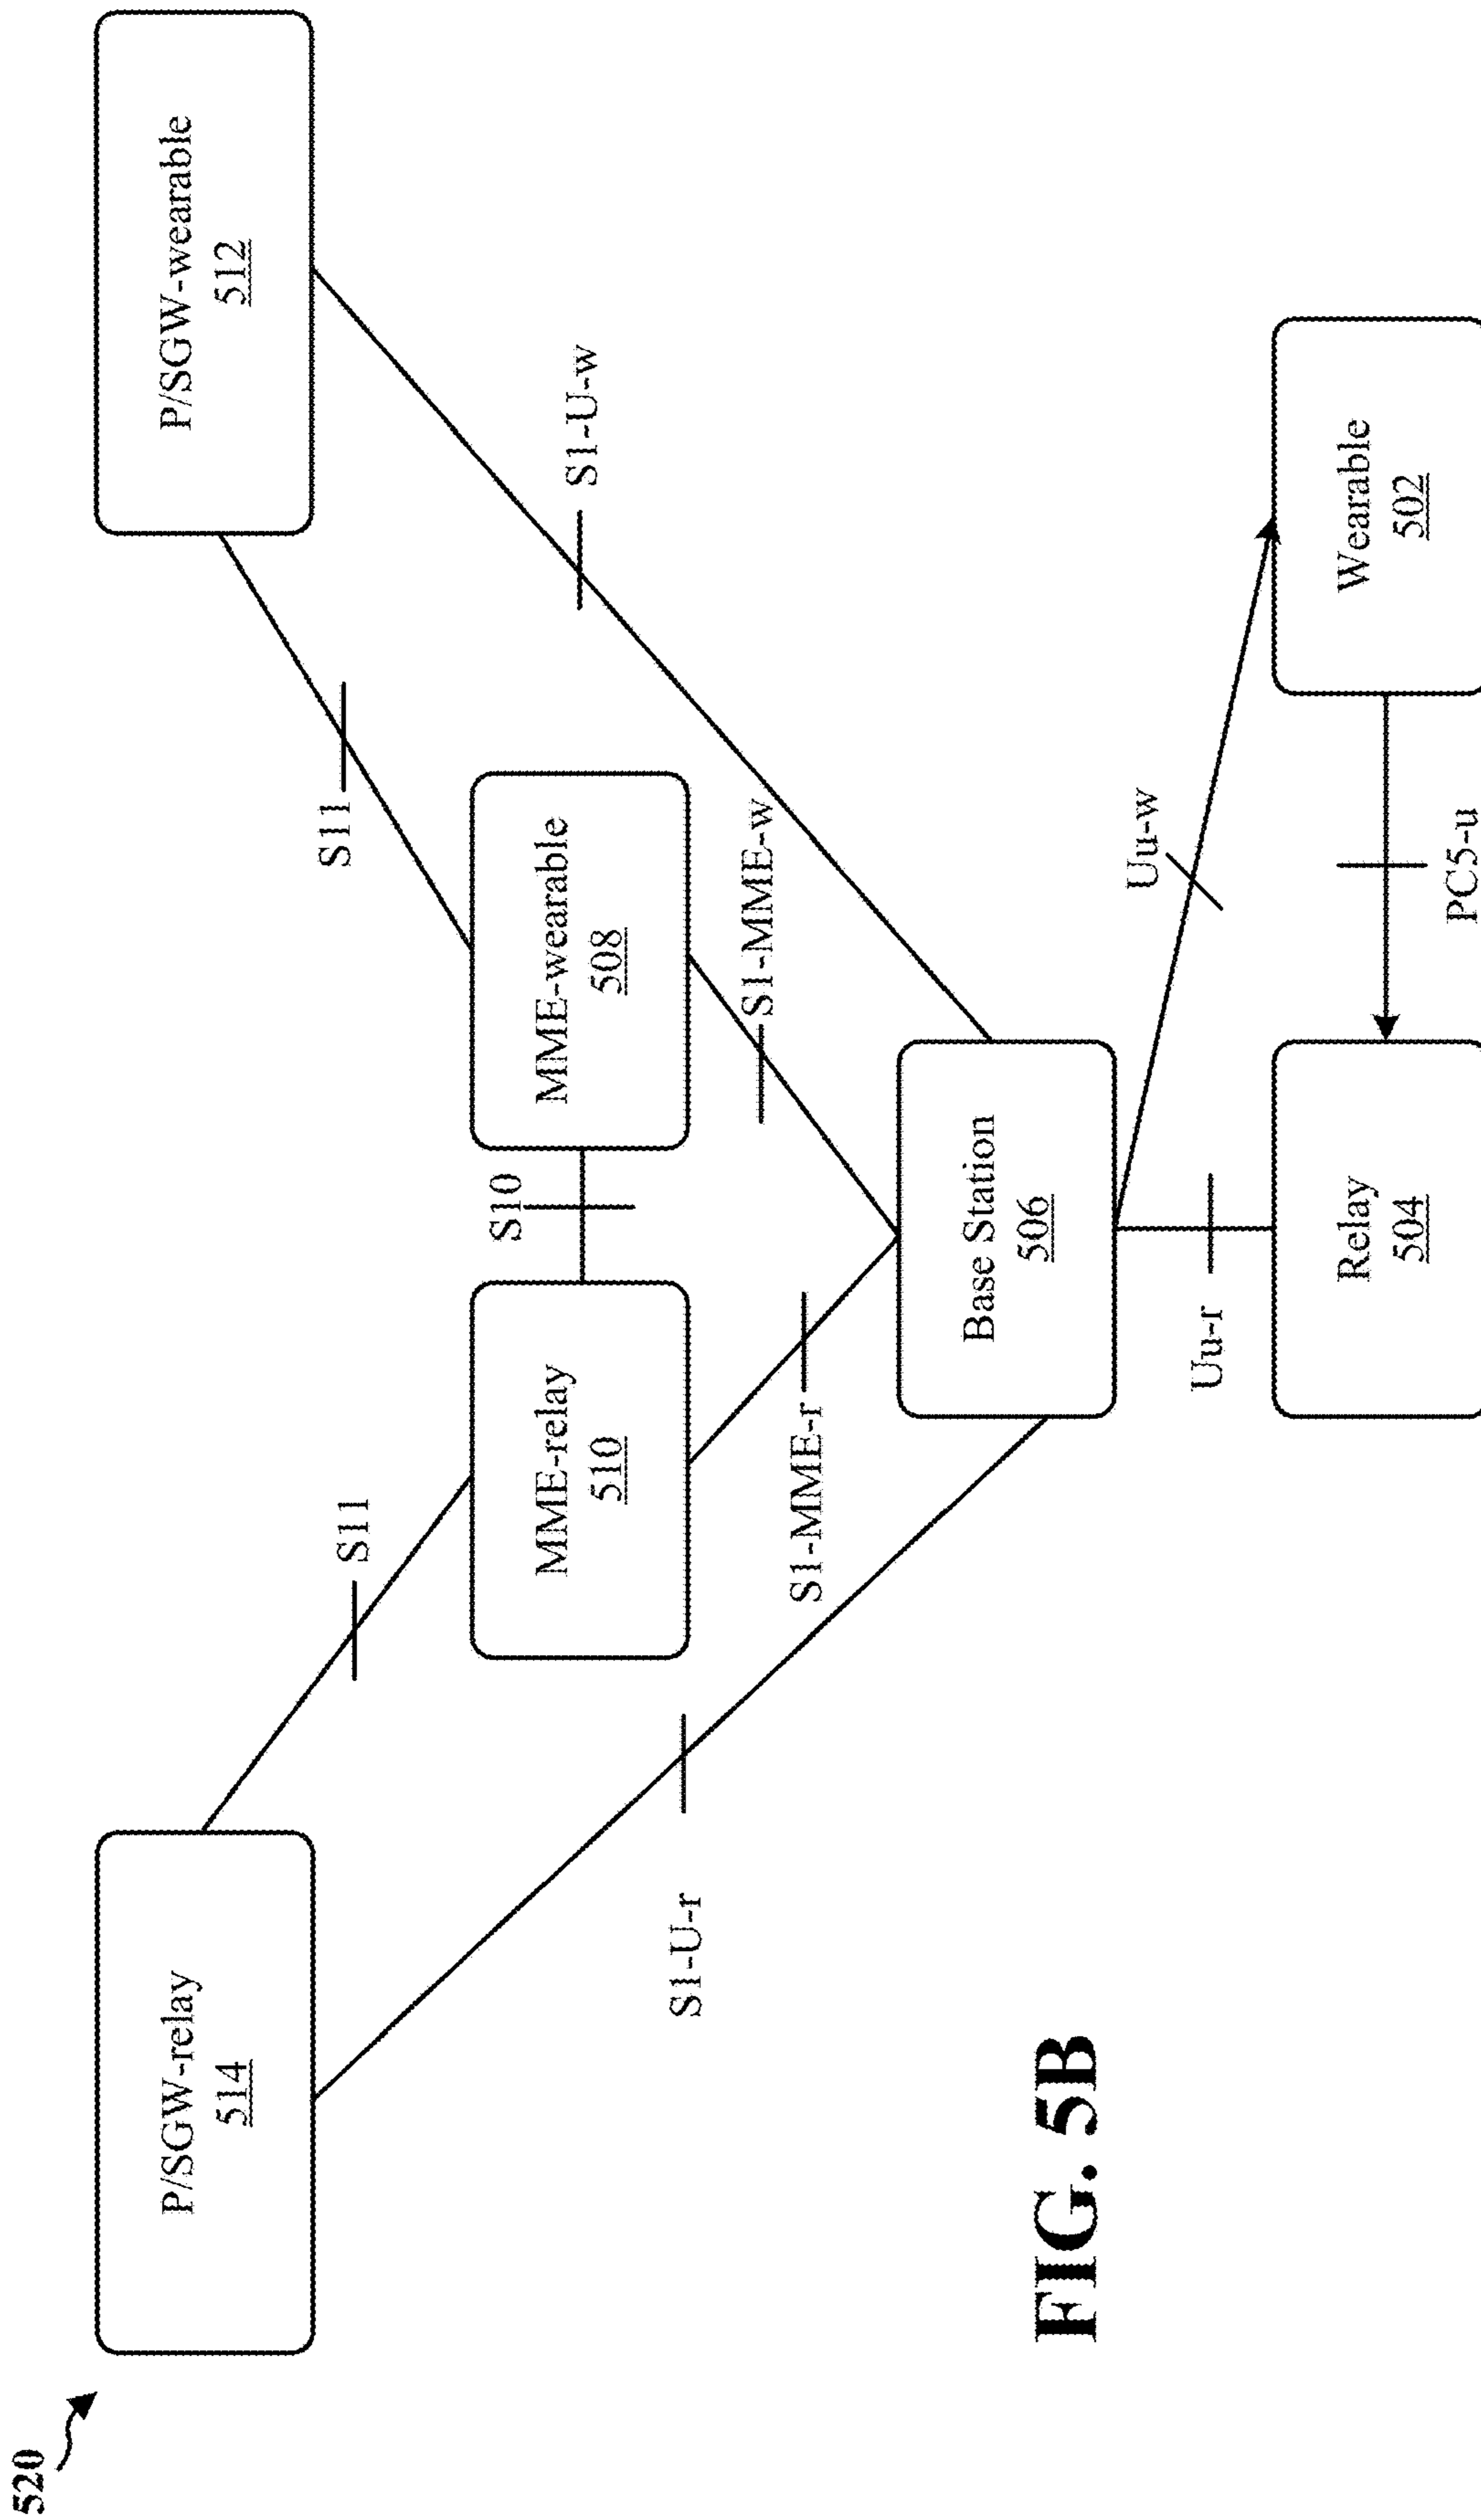 520
P/SGW-relay
514
P/SGW-wearable
512
S11
S11
MME-relay
510
S10
MME-wearable
508
S1-U-w
S1-U-r
S1-MME-r
S1-MME-w
Base Station
506
Uu-w
Uu-r
Relay
504
Wearable
502
PC5-u
FIG. 5B